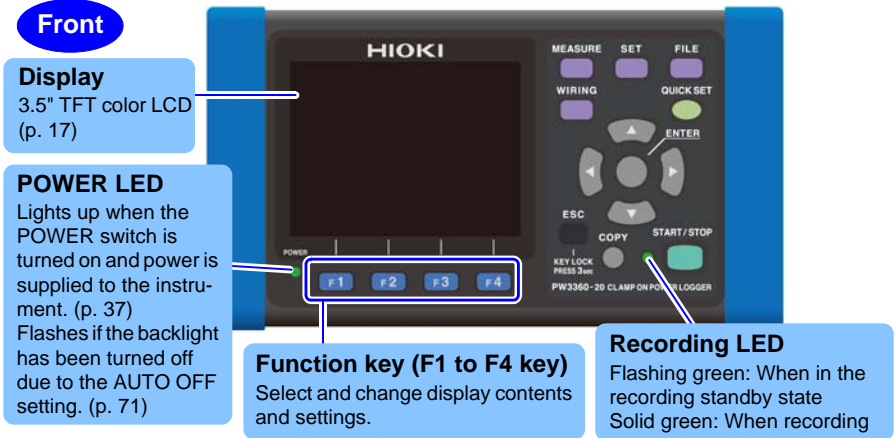 Front
Display
3.5" TFT color LCD
(p. 17)
POWER LED
Lights up when the
POWER switch is
turned on and power is
supplied to the instru-
ment. (p. 37)
Flashes if the backlight
has been turned off
due to the AUTO OFF
setting. (p. 71)
HIOKI
MEASURE SET FILE
WIRING QUICK SET
ENTER
ESC
COPY START/STOP
KEY LOCK
PRESS 3sec
POWER
F1 F2 F3 F4
PW3360-20 CLAMP ON POWER LOGGER
Function key (F1 to F4 key)
Select and change display contents
and settings.
Recording LED
Flashing green: When in the
recording standby state
Solid green: When recording